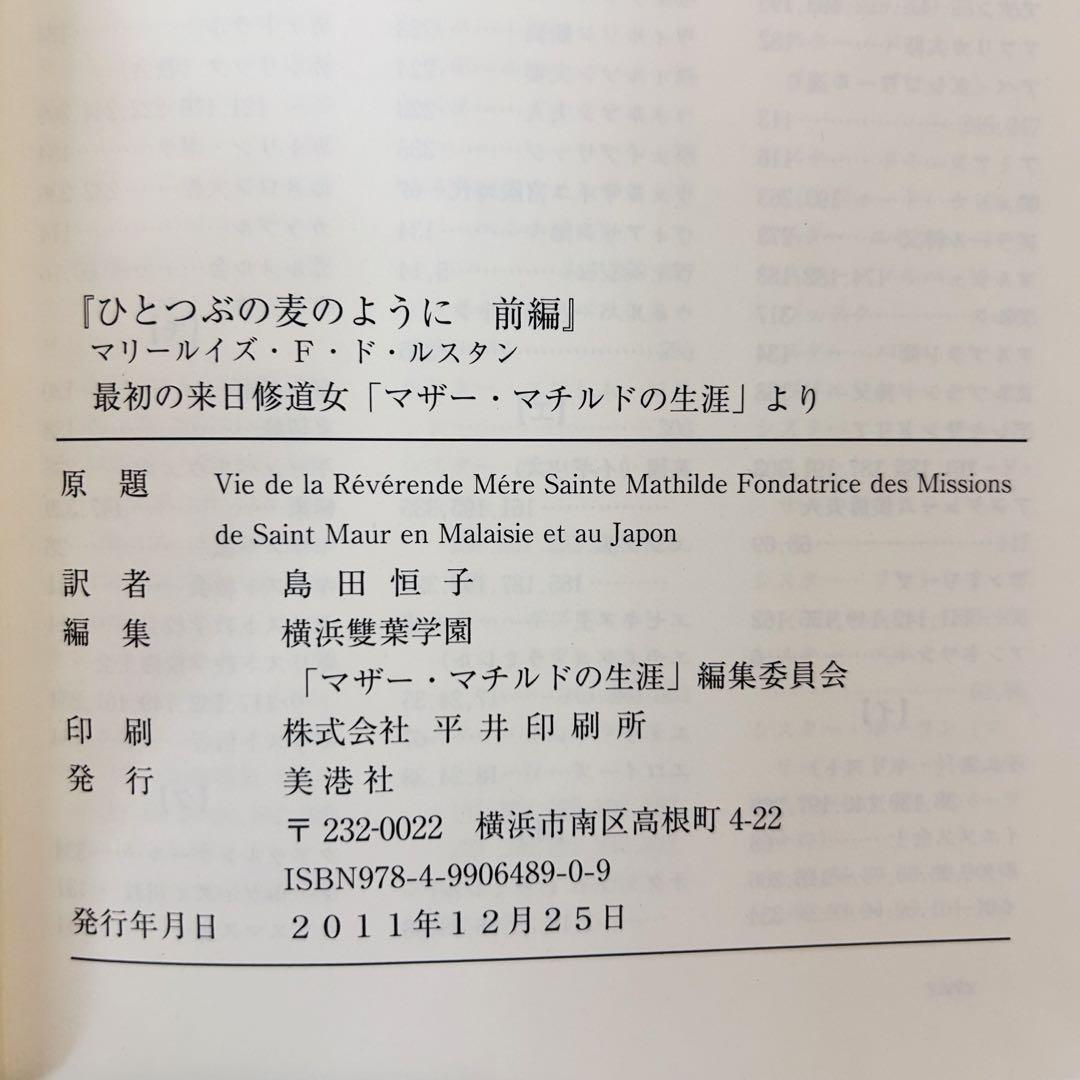 『ひとつぶの麦のように　前編』
マリールイズ・F・ド・ルスタン
最初の来日修道女「マザー・マチルドの生涯」より
原　題　Vie de la Révérende Mére Sainte Mathilde Fondatrice des Missions
de Saint Maur en Malaisie et au Japon
訳　者　島　田　恒　子
編　集　横浜雙葉学園
「マザー・マチルドの生涯」編集委員会
印　刷　株式会社 平 井 印 刷 所
発　行　美 港 社
〒232-0022　横浜市南区高根町 4-22
ISBN978-4-9906489-0-9
発行年月日　２０１１年１２月２５日